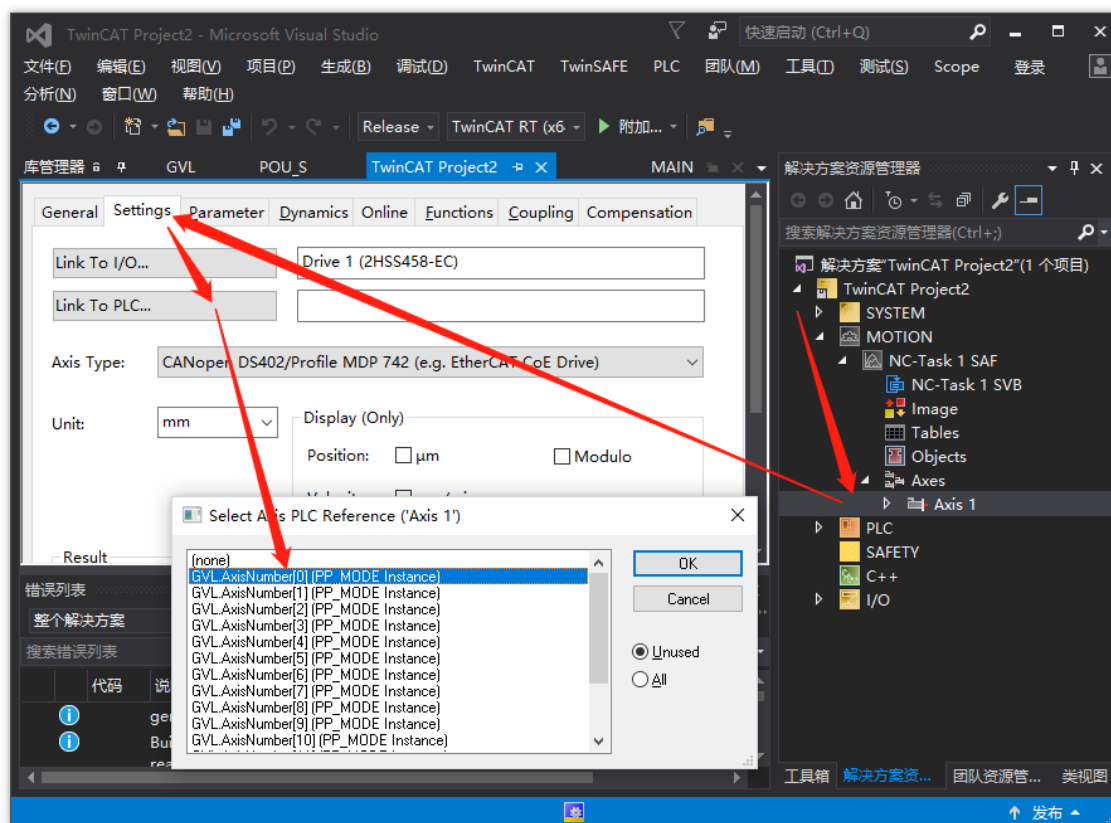 TwinCAT Project2 - Microsoft Visual Studio
快速启动 (Ctrl+Q)
文件(F) 编辑(E) 视图(V) 项目(P) 生成(B) 调试(D) TwinCAT TwinSAFE PLC 团队(M) 工具(T) 测试(S) Scope 登录
分析(N) 窗口(W) 帮助(H)
Release TwinCAT RT (x6 附加...
库管理器 GVL POU_S TwinCAT Project2 MAIN
General Settings Parameter Dynamics Online Functions Coupling Compensation
Link To I/O... Drive 1 (2HSS458-EC)
Link To PLC...
Axis Type: CANopen DS402/Profile MDP 742 (e.g. EtherCAT CoE Drive)
Unit: mm Display (Only)
Position: µm Modulo
Result
Select Axis PLC Reference ('Axis 1')
(none)
GVL.AxisNumber[0] (PP_MODE Instance)
GVL.AxisNumber[1] (PP_MODE Instance)
GVL.AxisNumber[2] (PP_MODE Instance)
GVL.AxisNumber[3] (PP_MODE Instance)
GVL.AxisNumber[4] (PP_MODE Instance)
GVL.AxisNumber[5] (PP_MODE Instance)
GVL.AxisNumber[6] (PP_MODE Instance)
GVL.AxisNumber[7] (PP_MODE Instance)
GVL.AxisNumber[8] (PP_MODE Instance)
GVL.AxisNumber[9] (PP_MODE Instance)
GVL.AxisNumber[10] (PP_MODE Instance)
OK
Cancel
Unused
All
错误列表
整个解决方案
搜索错误列表
代码 说
ger
Bui
解决方案资源管理器
搜索解决方案资源管理器(Ctrl+;)
解决方案"TwinCAT Project2"(1 个项目)
TwinCAT Project2
SYSTEM
MOTION
NC-Task 1 SAF
NC-Task 1 SVB
Image
Tables
Objects
Axes
Axis 1
PLC
SAFETY
C++
I/O
工具箱 解决方案资... 团队资源管... 类视图
发布